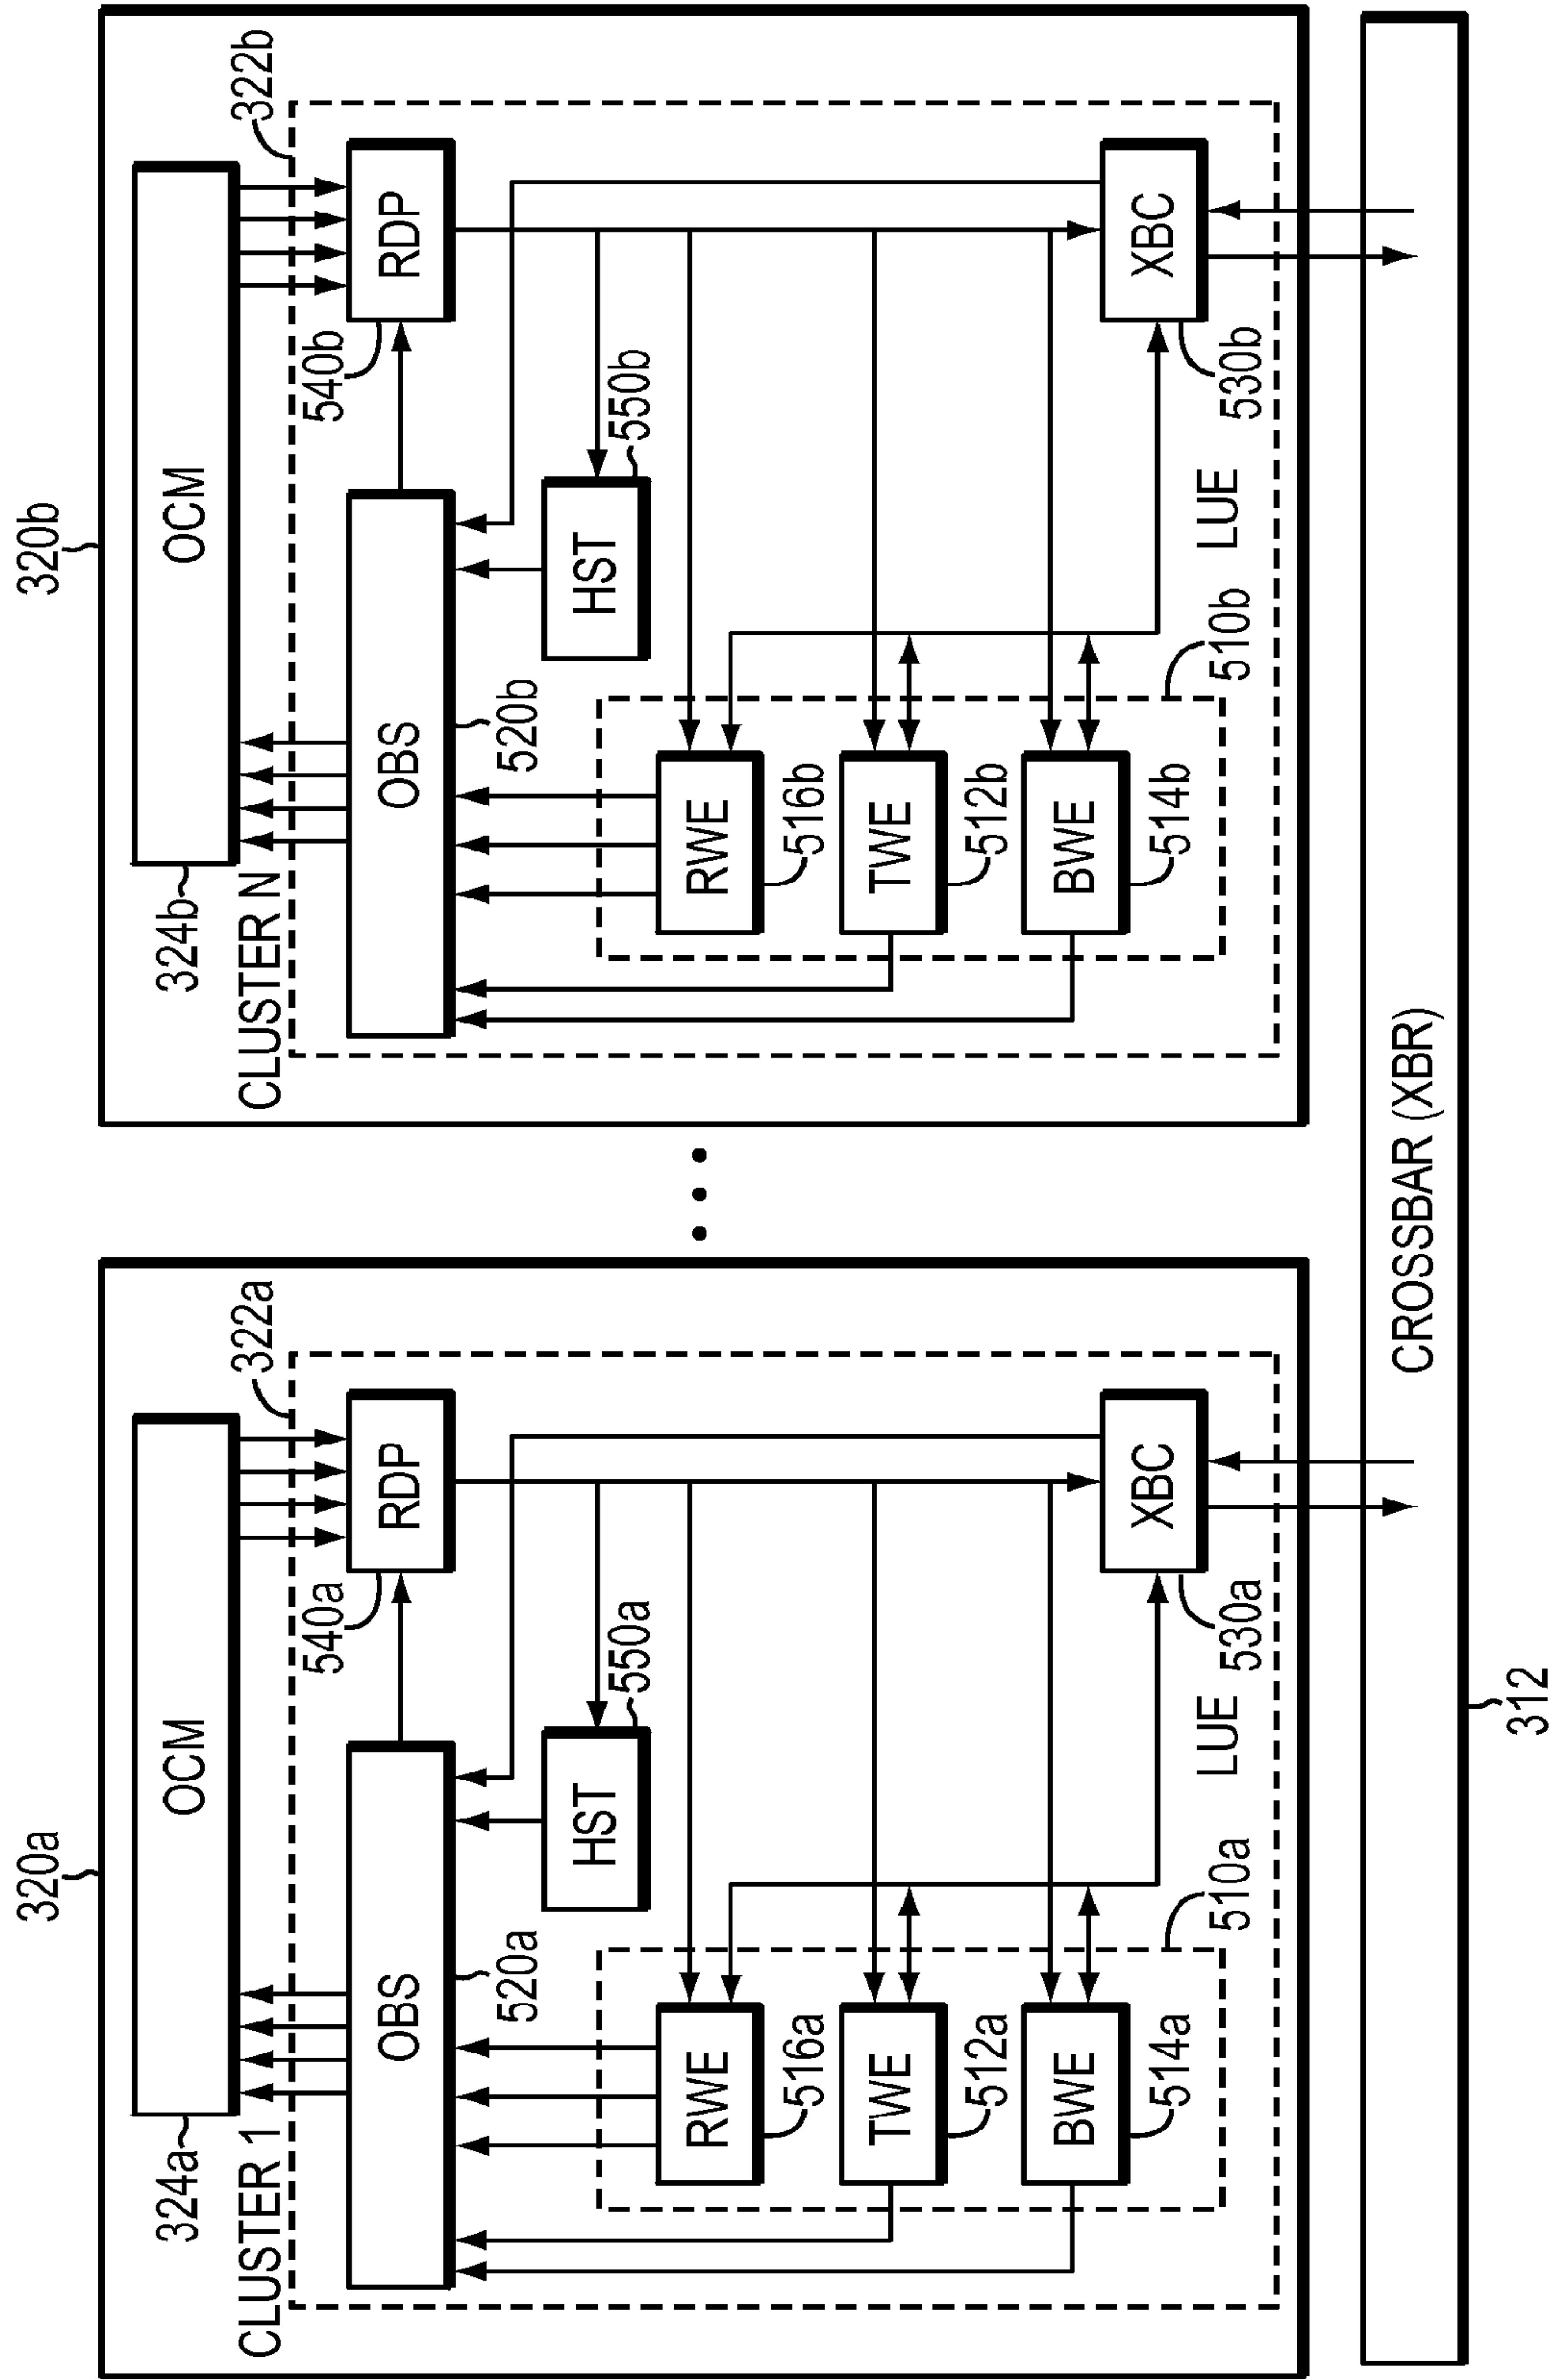 320a
320b
OCM
324a
CLUSTER 1
322a
OBS
RDP
540a
520a
HST
550a
RWE
516a
TWE
512a
BWE
514a
510a
LUE
XBC
530a
OCM
324b
CLUSTER N
322b
OBS
RDP
540b
520b
HST
550b
RWE
516b
TWE
512b
BWE
514b
510b
LUE
XBC
530b
CROSSBAR (XBR)
312